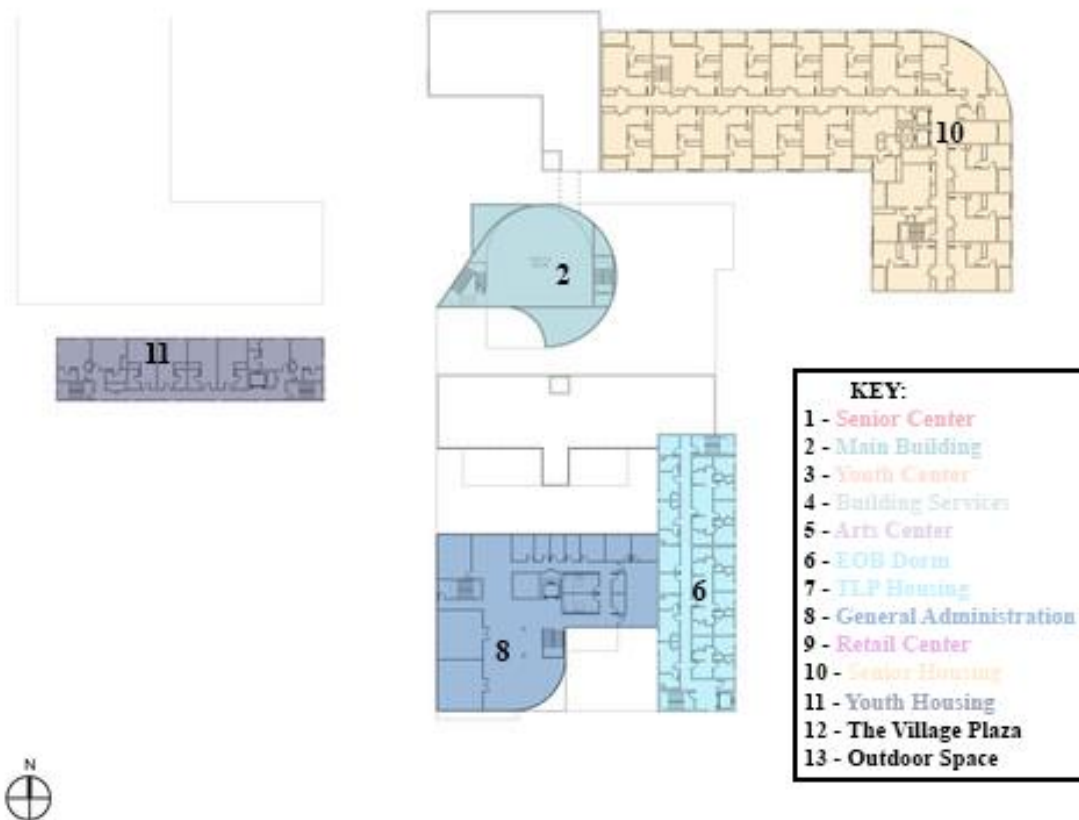 10
2
11
6
8
KEY:
1 - Senior Center
2 - Main Building
3 - Youth Center
4 - Building Services
5 - Arts Center
6 - EOB Dorm
7 - TLP Housing
8 - General Administration
9 - Retail Center
10 - Senior Housing
11 - Youth Housing
12 - The Village Plaza
13 - Outdoor Space
N